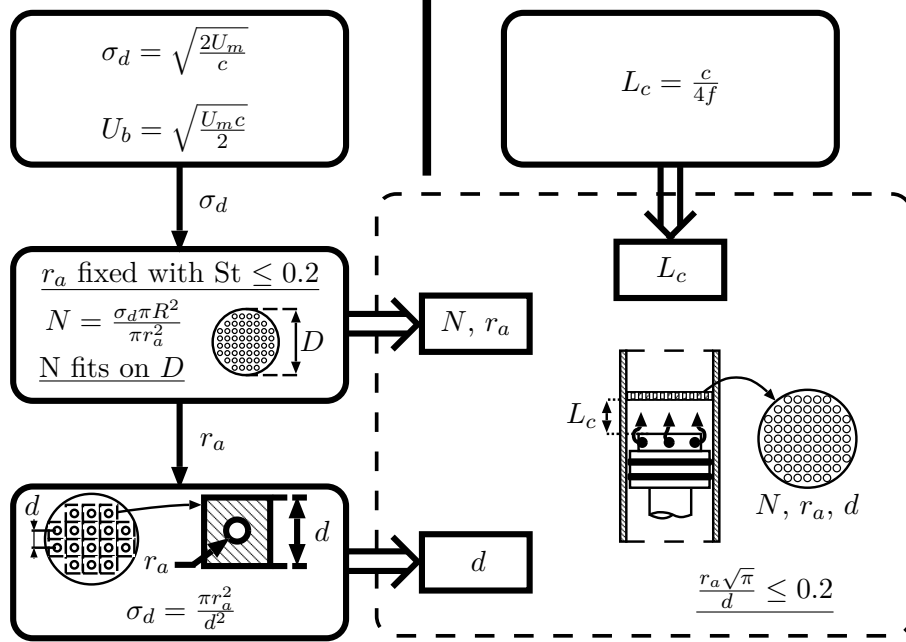 σ_d = √(2U_m/c)
U_b = √(U_m c/2)
L_c = c/4f
σ_d
r_a fixed with St ≤ 0.2
N = σ_d πR²/πr_a²
N fits on D
D
N, r_a
L_c
r_a
L_c
N, r_a, d
d
r_a
d
σ_d = πr_a²/d²
d
r_a√π/d ≤ 0.2